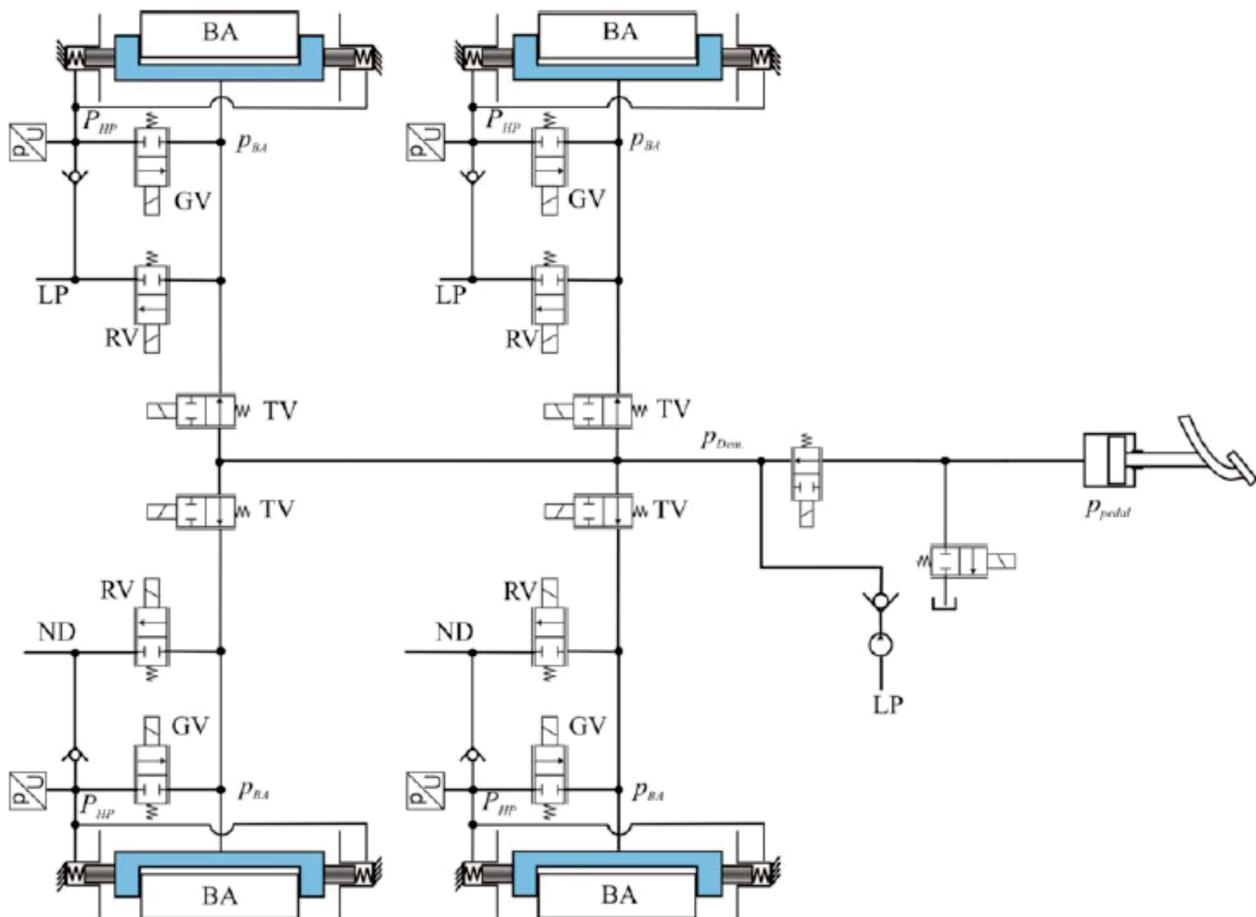 BA BA
P_HP P_HP
p/U p_BA p/U p_BA
GV GV
LP LP
RV RV
TV TV
p_Dem.
TV TV p_pedal
RV RV
ND ND
LP
GV GV
p/U p_BA p/U p_BA
P_HP P_HP
BA BA